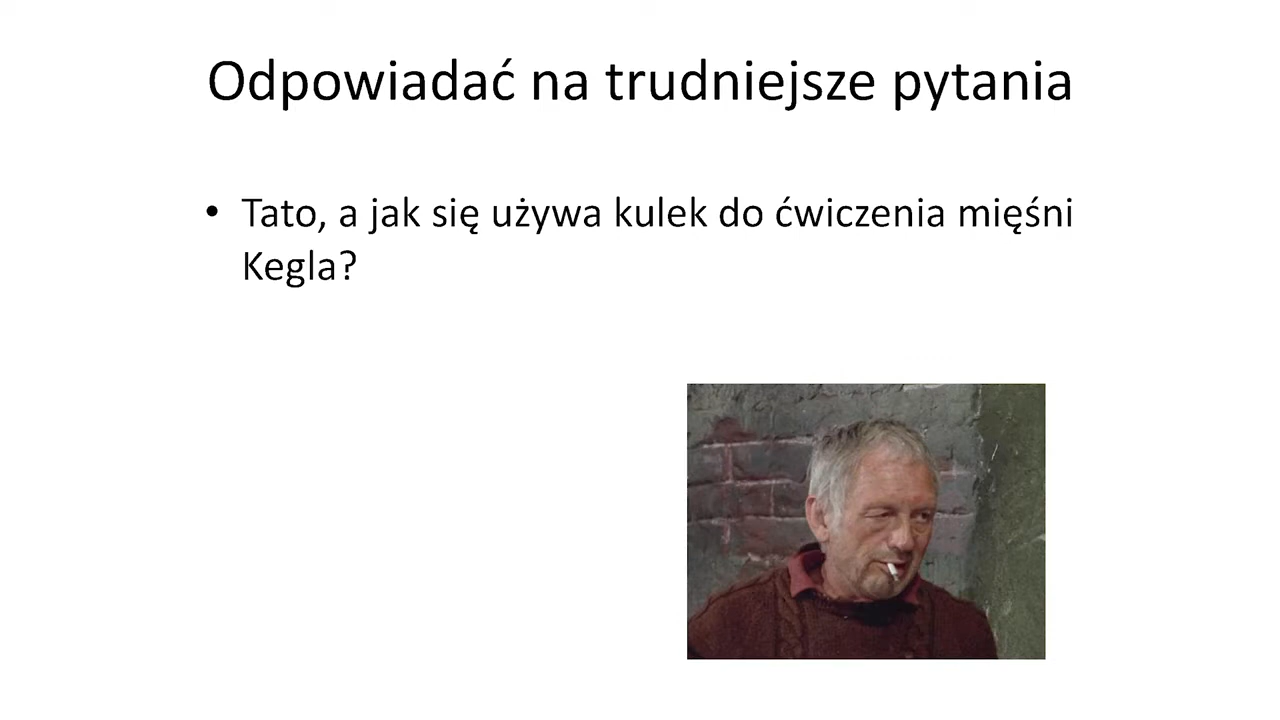 Odpowiadać na trudniejsze pytania
• Tato, a jak się używa kulek do ćwiczenia mięśni
Kegla?